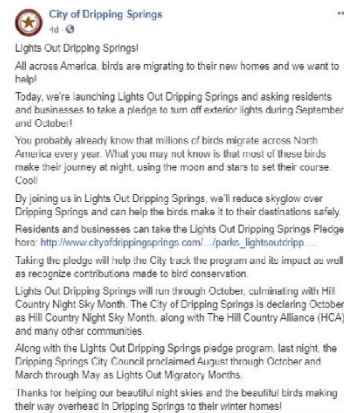 City of Dripping Springs
4d ·
Lights Out Dripping Springs!
All across America, birds are migrating to their new homes and we want to
help!
Today, we're launching Lights Out Dripping Springs and asking residents
and businesses to take a pledge to turn off exterior lights during September
and October!
You probably already know that millions of birds migrate across North
America every year. What you may not know is that most of these birds
make their journey at night, using the moon and stars to set their course.
Cool!
By joining us in Lights Out Dripping Springs, we'll reduce skyglow over
Dripping Springs and can help the birds make it to their destinations safely.
Residents and businesses can take the Lights Out Dripping Springs Pledge
here: http://www.cityofdrippingsprings.com/.../parks_lightsoutdripp....
Taking the pledge will help the City track the program and its impact as well
as recognize contributions made to bird conservation.
Lights Out Dripping Springs will run through October, culminating with Hill
Country Night Sky Month. The City of Dripping Springs is declaring October
as Hill Country Night Sky Month, along with The Hill Country Alliance (HCA)
and many other communities.
Along with the Lights Out Dripping Springs pledge program, last night, the
Dripping Springs City Council proclaimed August through October and
March through May as Lights Out Migratory Months.
Thanks for helping our beautiful night skies and the beautiful birds making
their way overhead in Dripping Springs to their winter homes!